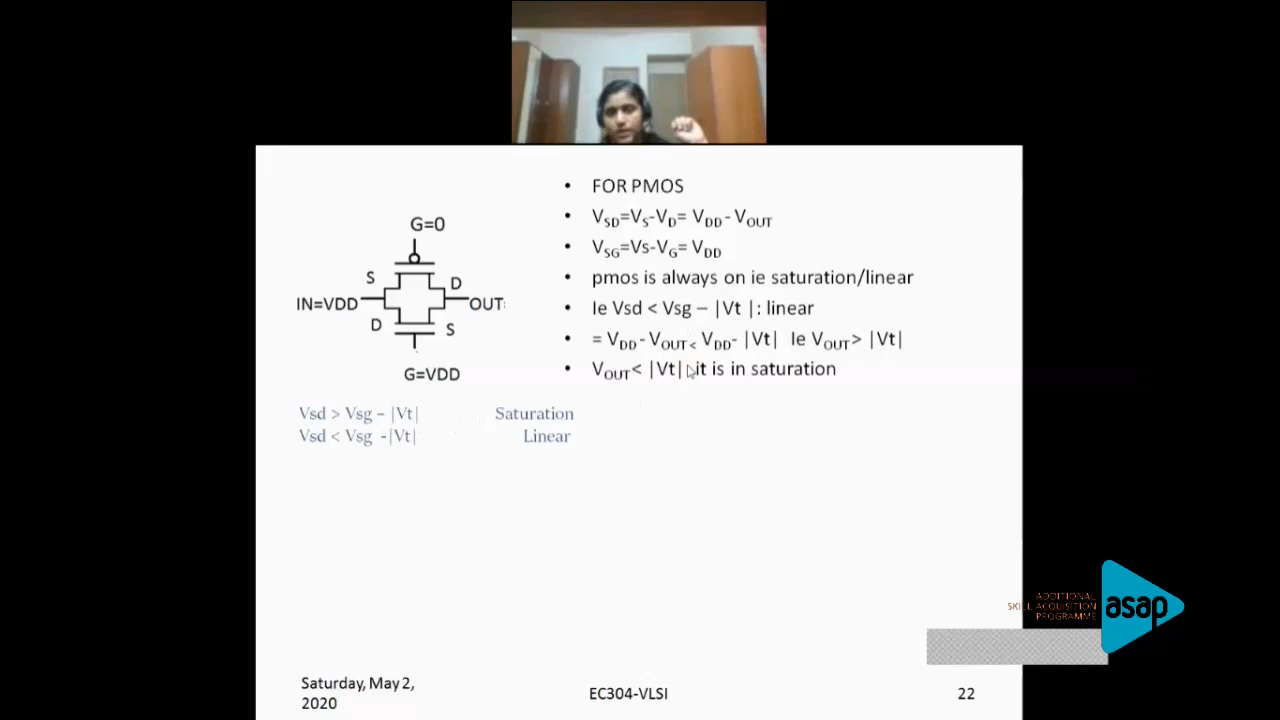 FOR PMOS
VSD=VS-VD= VDD - VOUT
VSG=Vs-VG= VDD
pmos is always on ie saturation/linear
Ie Vsd < Vsg – |Vt |: linear
= VDD - VOUT < VDD- |Vt| Ie VOUT> |Vt|
VOUT< |Vt| it is in saturation
G=0
S
D
IN=VDD
OUT:
D
S
G=VDD
Vsd > Vsg – |Vt| Saturation
Vsd < Vsg -|Vt| Linear
ADDITIONAL
SKILL ACQUISITION
PROGRAMME
asap
Saturday, May 2,
2020
EC304-VLSI
22